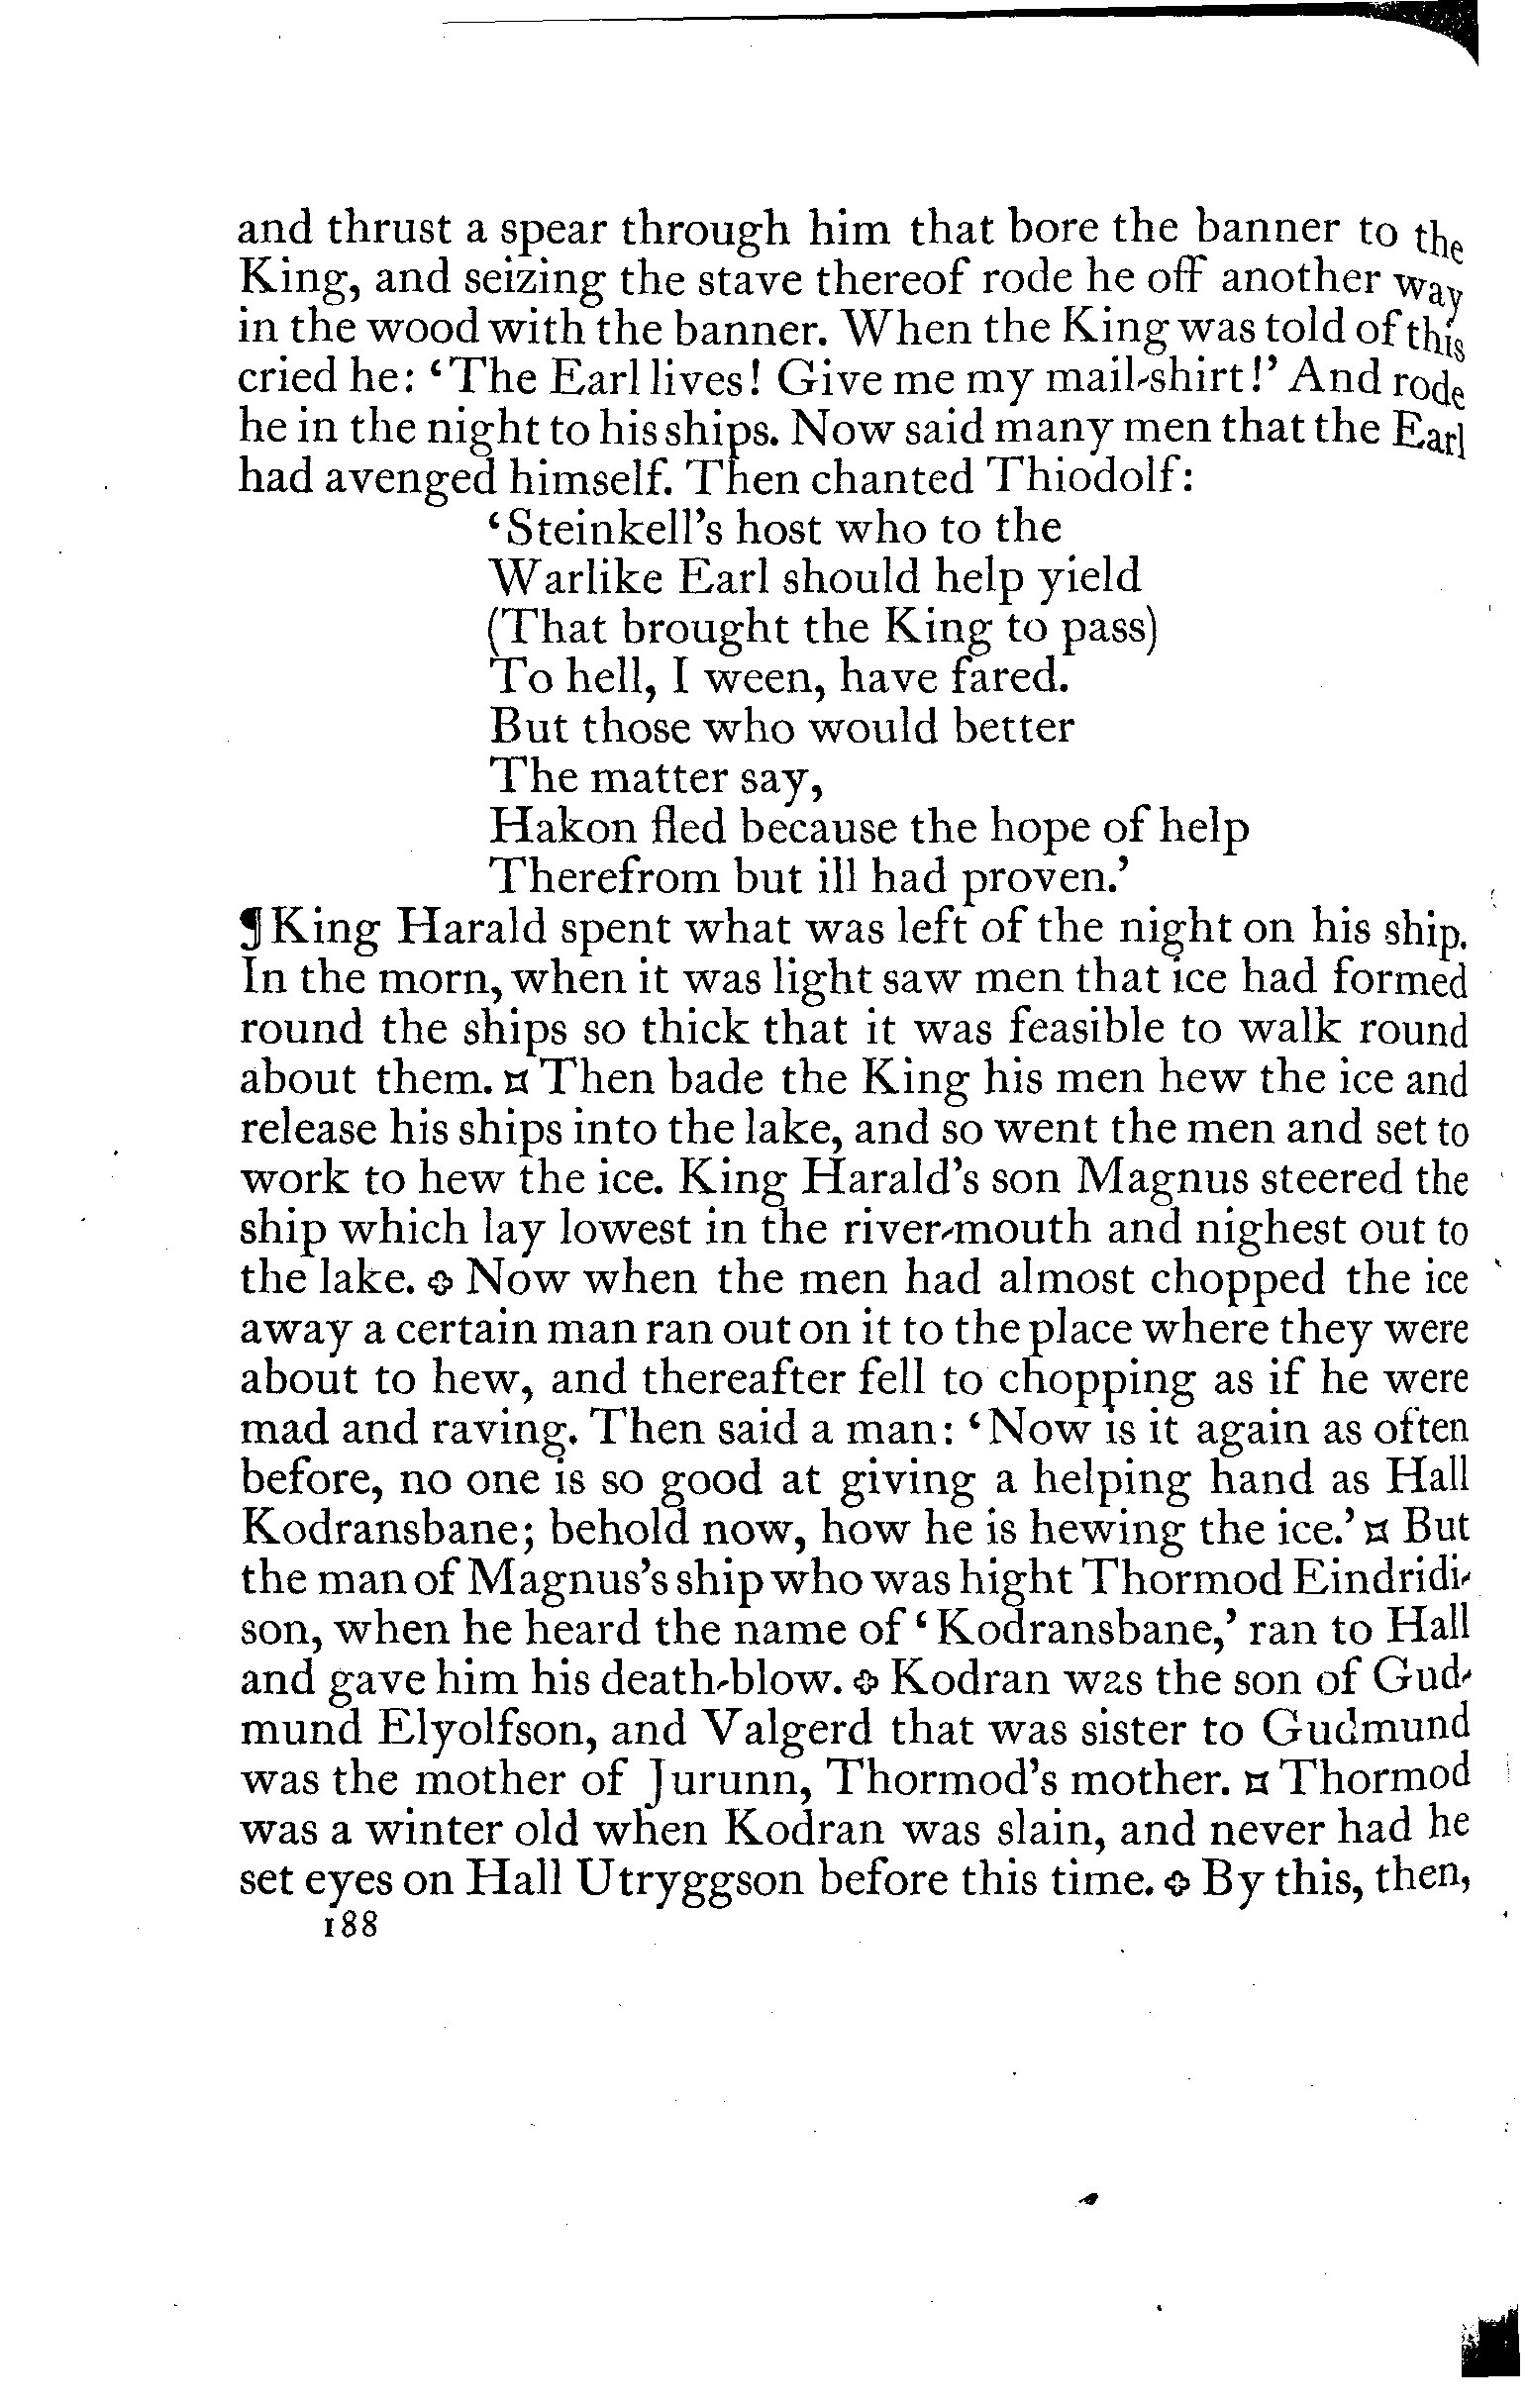 and thrust a spear through him that bore the banner to the
King, and seizing the stave thereof rode he off another way
in the wood with the banner. When the King was told of this
cried he: ‘The Earl lives! Give me my mail-shirt!’ And rode
he in the night to his ships. Now said many men that the Earl
had avenged himself. Then chanted Thiodolf:
‘Steinkell’s host who to the
Warlike Earl should help yield
(That brought the King to pass)
To hell, I ween, have fared.
But those who would better
The matter say,
Hakon fled because the hope of help
Therefrom but ill had proven.’
¶ King Harald spent what was left of the night on his ship.
In the morn, when it was light saw men that ice had formed
round the ships so thick that it was feasible to walk round
about them. ¤ Then bade the King his men hew the ice and
release his ships into the lake, and so went the men and set to
work to hew the ice. King Harald’s son Magnus steered the
ship which lay lowest in the river-mouth and nighest out to
the lake. ✥ Now when the men had almost chopped the ice
away a certain man ran out on it to the place where they were
about to hew, and thereafter fell to chopping as if he were
mad and raving. Then said a man: ‘Now is it again as often
before, no one is so good at giving a helping hand as Hall
Kodransbane; behold now, how he is hewing the ice.’ ¤ But
the man of Magnus’s ship who was hight Thormod Eindridi-
son, when he heard the name of ‘Kodransbane,’ ran to Hall
and gave him his death-blow. ✥ Kodran was the son of Gud-
mund Elyolfson, and Valgerd that was sister to Gudmund
was the mother of Jurunn, Thormod’s mother. ¤ Thormod
was a winter old when Kodran was slain, and never had he
set eyes on Hall Utryggson before this time. ✥ By this, then,
188